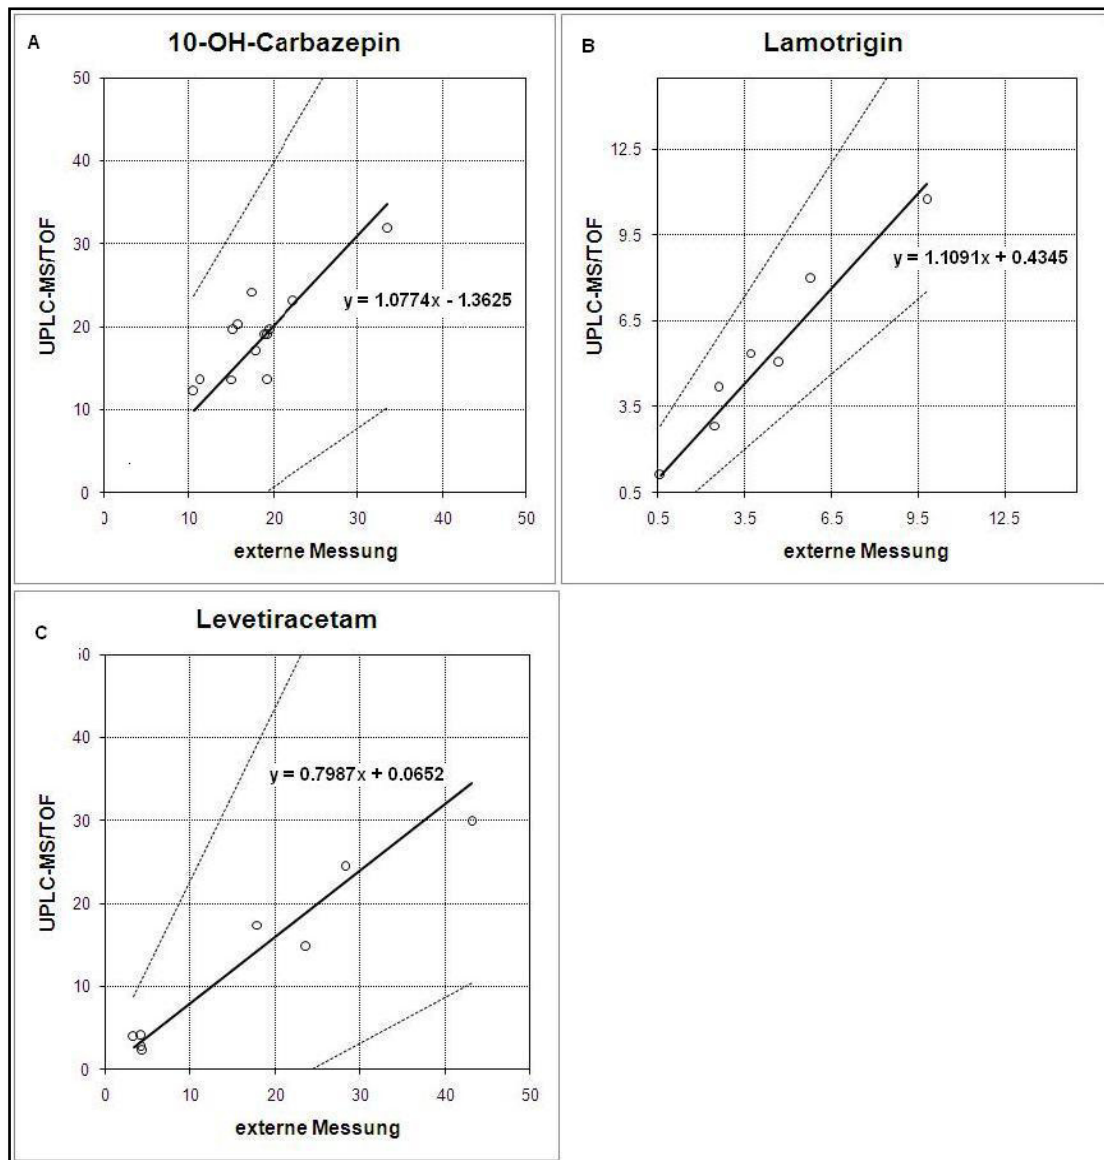 A
10-OH-Carbazepin
UPLC-MS/TOF
50
40
30
20
10
0
y = 1.0774x - 1.3625
0 10 20 30 40 50
externe Messung
B
Lamotrigin
UPLC-MS/TOF
12.5
9.5
6.5
3.5
0.5
y = 1.1091x + 0.4345
0.5 3.5 6.5 9.5 12.5
externe Messung
C
Levetiracetam
UPLC-MS/TOF
40
30
20
10
0
y = 0.7987x + 0.0652
0 10 20 30 40 50
externe Messung